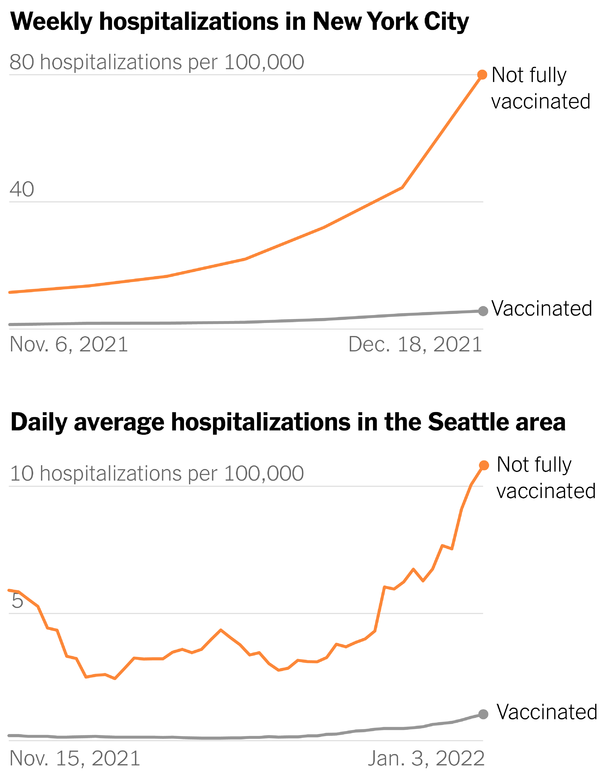 Weekly hospitalizations in New York City
80 hospitalizations per 100,000
Not fully
vaccinated
40
Vaccinated
Nov. 6, 2021
Dec. 18, 2021
Daily average hospitalizations in the Seattle area
10 hospitalizations per 100,000
Not fully
vaccinated
5
Vaccinated
Nov. 15, 2021
Jan. 3, 2022